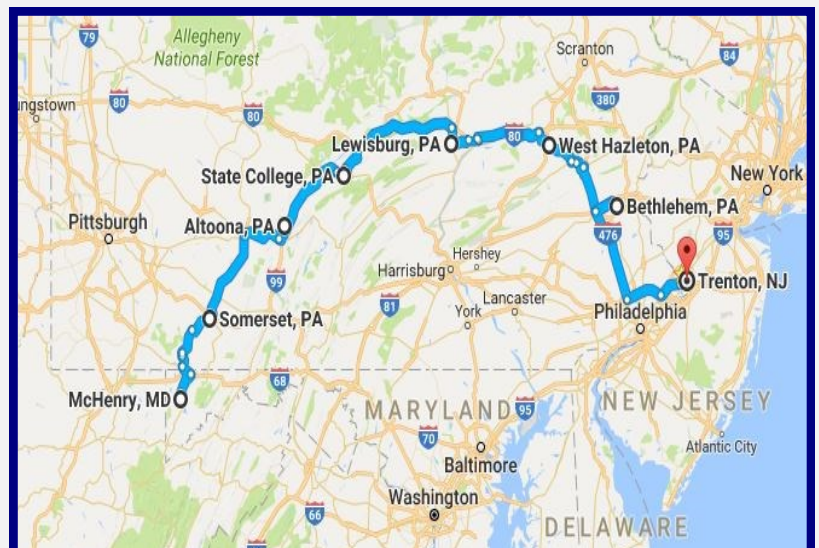 79
Allegheny
National Forest
Scranton
84
ungstown
80
80
380
Lewisburg, PA
80
West Hazleton, PA
State College, PA
New York
Pittsburgh
Altoona, PA
Bethlehem, PA
476
95
Hershey
Harrisburg
99
Trenton, NJ
81
Lancaster
Somerset, PA
York
Philadelphia
68
McHenry, MD
MARYLAND
95
NEW JERSEY
70
Atlantic City
Baltimore
Washington
66
DELAWARE